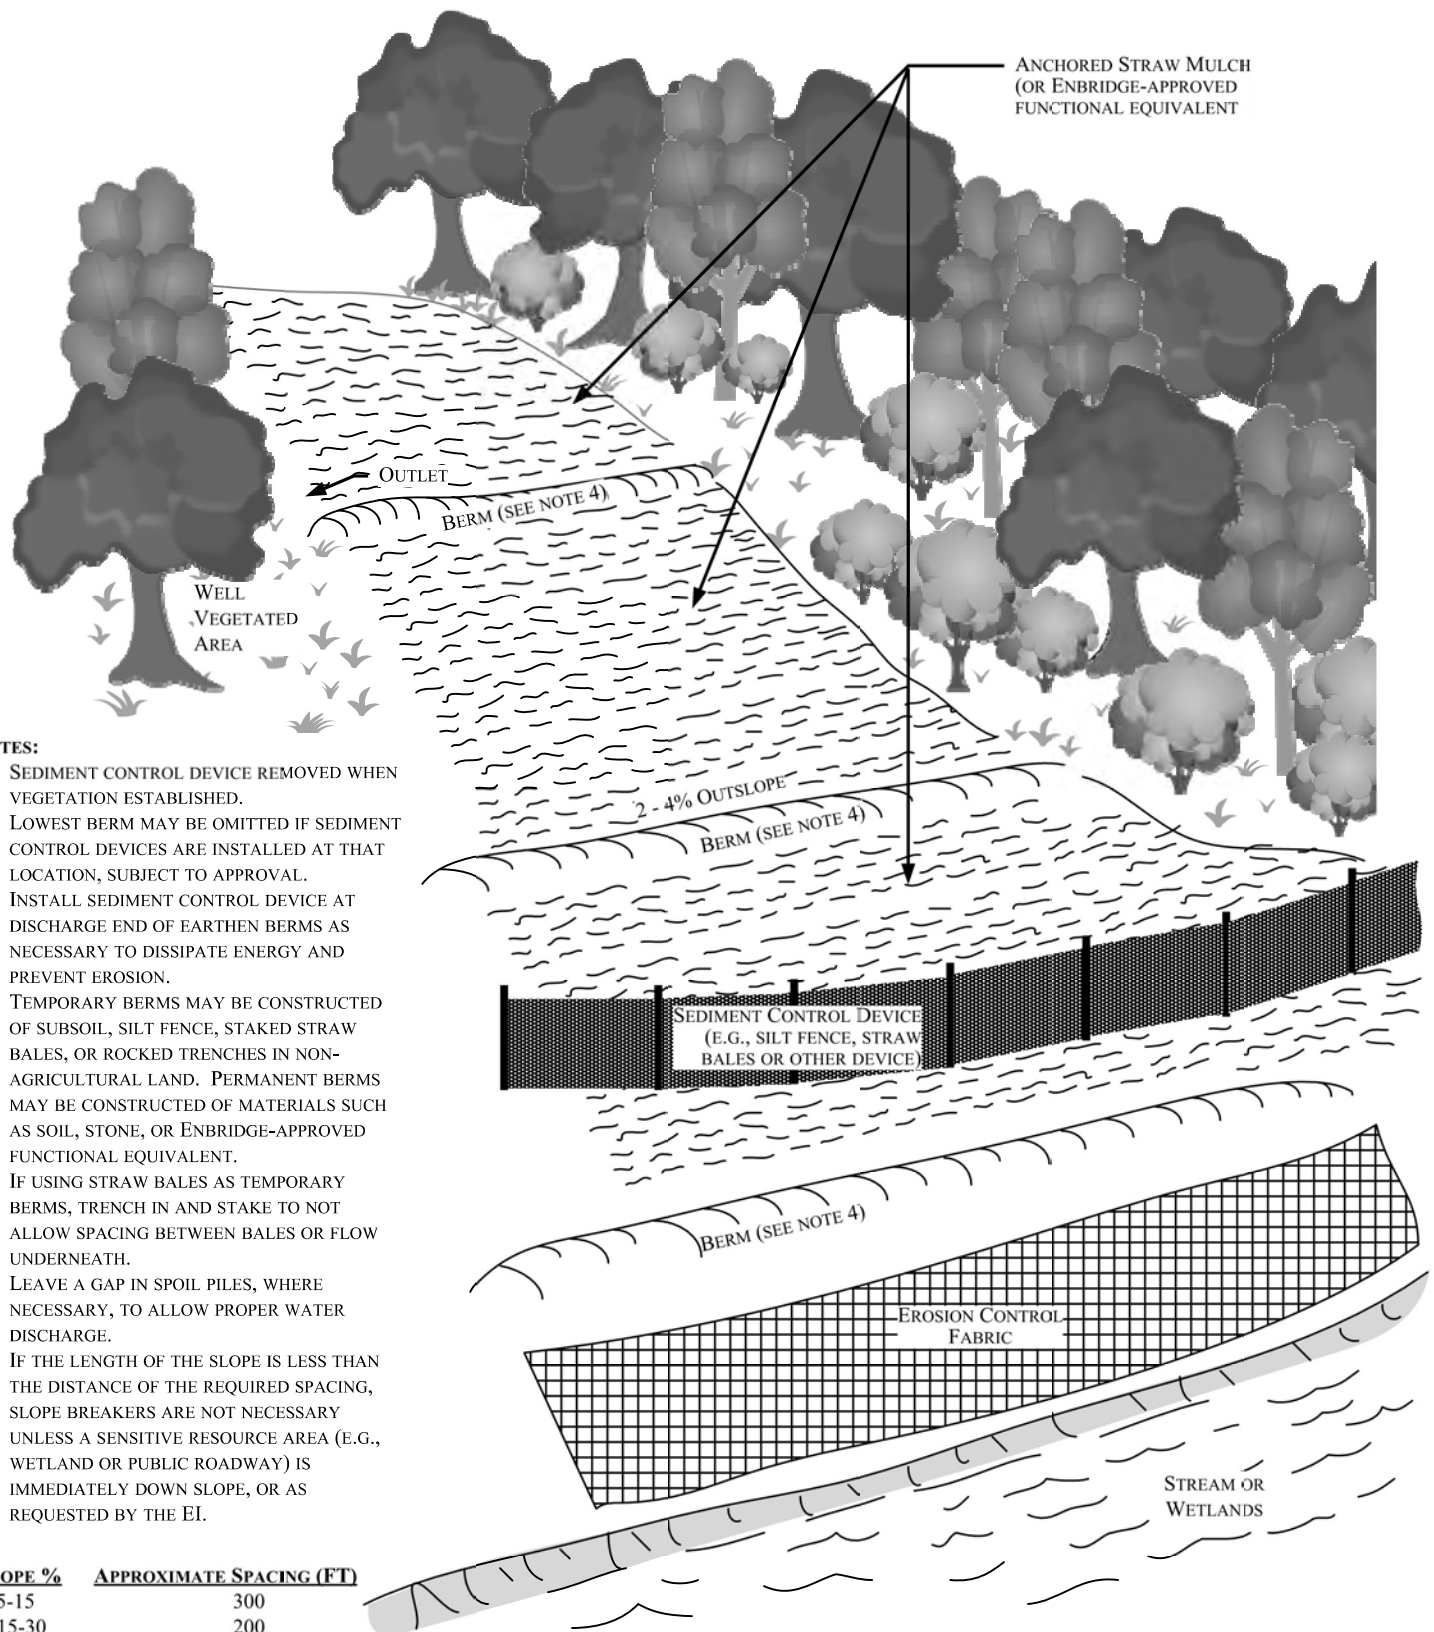 ANCHORED STRAW MULCH
(OR ENBRIDGE-APPROVED
FUNCTIONAL EQUIVALENT
OUTLET
BERM (SEE NOTE 4)
WELL
VEGETATED
AREA
2 - 4% OUTSLOPE
BERM (SEE NOTE 4)
SEDIMENT CONTROL DEVICE
(E.G., SILT FENCE, STRAW
BALES OR OTHER DEVICE)
BERM (SEE NOTE 4)
EROSION CONTROL
FABRIC
STREAM OR
WETLANDS
TES:
SEDIMENT CONTROL DEVICE REMOVED WHEN
VEGETATION ESTABLISHED.
LOWEST BERM MAY BE OMITTED IF SEDIMENT
CONTROL DEVICES ARE INSTALLED AT THAT
LOCATION, SUBJECT TO APPROVAL.
INSTALL SEDIMENT CONTROL DEVICE AT
DISCHARGE END OF EARTHEN BERMS AS
NECESSARY TO DISSIPATE ENERGY AND
PREVENT EROSION.
TEMPORARY BERMS MAY BE CONSTRUCTED
OF SUBSOIL, SILT FENCE, STAKED STRAW
BALES, OR ROCKED TRENCHES IN NON-
AGRICULTURAL LAND. PERMANENT BERMS
MAY BE CONSTRUCTED OF MATERIALS SUCH
AS SOIL, STONE, OR ENBRIDGE-APPROVED
FUNCTIONAL EQUIVALENT.
IF USING STRAW BALES AS TEMPORARY
BERMS, TRENCH IN AND STAKE TO NOT
ALLOW SPACING BETWEEN BALES OR FLOW
UNDERNEATH.
LEAVE A GAP IN SPOIL PILES, WHERE
NECESSARY, TO ALLOW PROPER WATER
DISCHARGE.
IF THE LENGTH OF THE SLOPE IS LESS THAN
THE DISTANCE OF THE REQUIRED SPACING,
SLOPE BREAKERS ARE NOT NECESSARY
UNLESS A SENSITIVE RESOURCE AREA (E.G.,
WETLAND OR PUBLIC ROADWAY) IS
IMMEDIATELY DOWN SLOPE, OR AS
REQUESTED BY THE EI.
OPE % APPROXIMATE SPACING (FT)
5-15 300
15-30 200